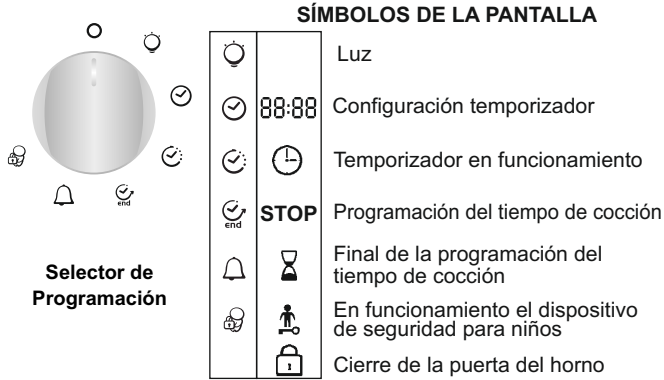 SÍMBOLOS DE LA PANTALLA
Luz
88:88 Configuración temporizador
Temporizador en funcionamiento
end
end
STOP Programación del tiempo de cocción
Final de la programación del
tiempo de cocción
Selector de
Programación
En funcionamiento el dispositivo
de seguridad para niños
Cierre de la puerta del horno